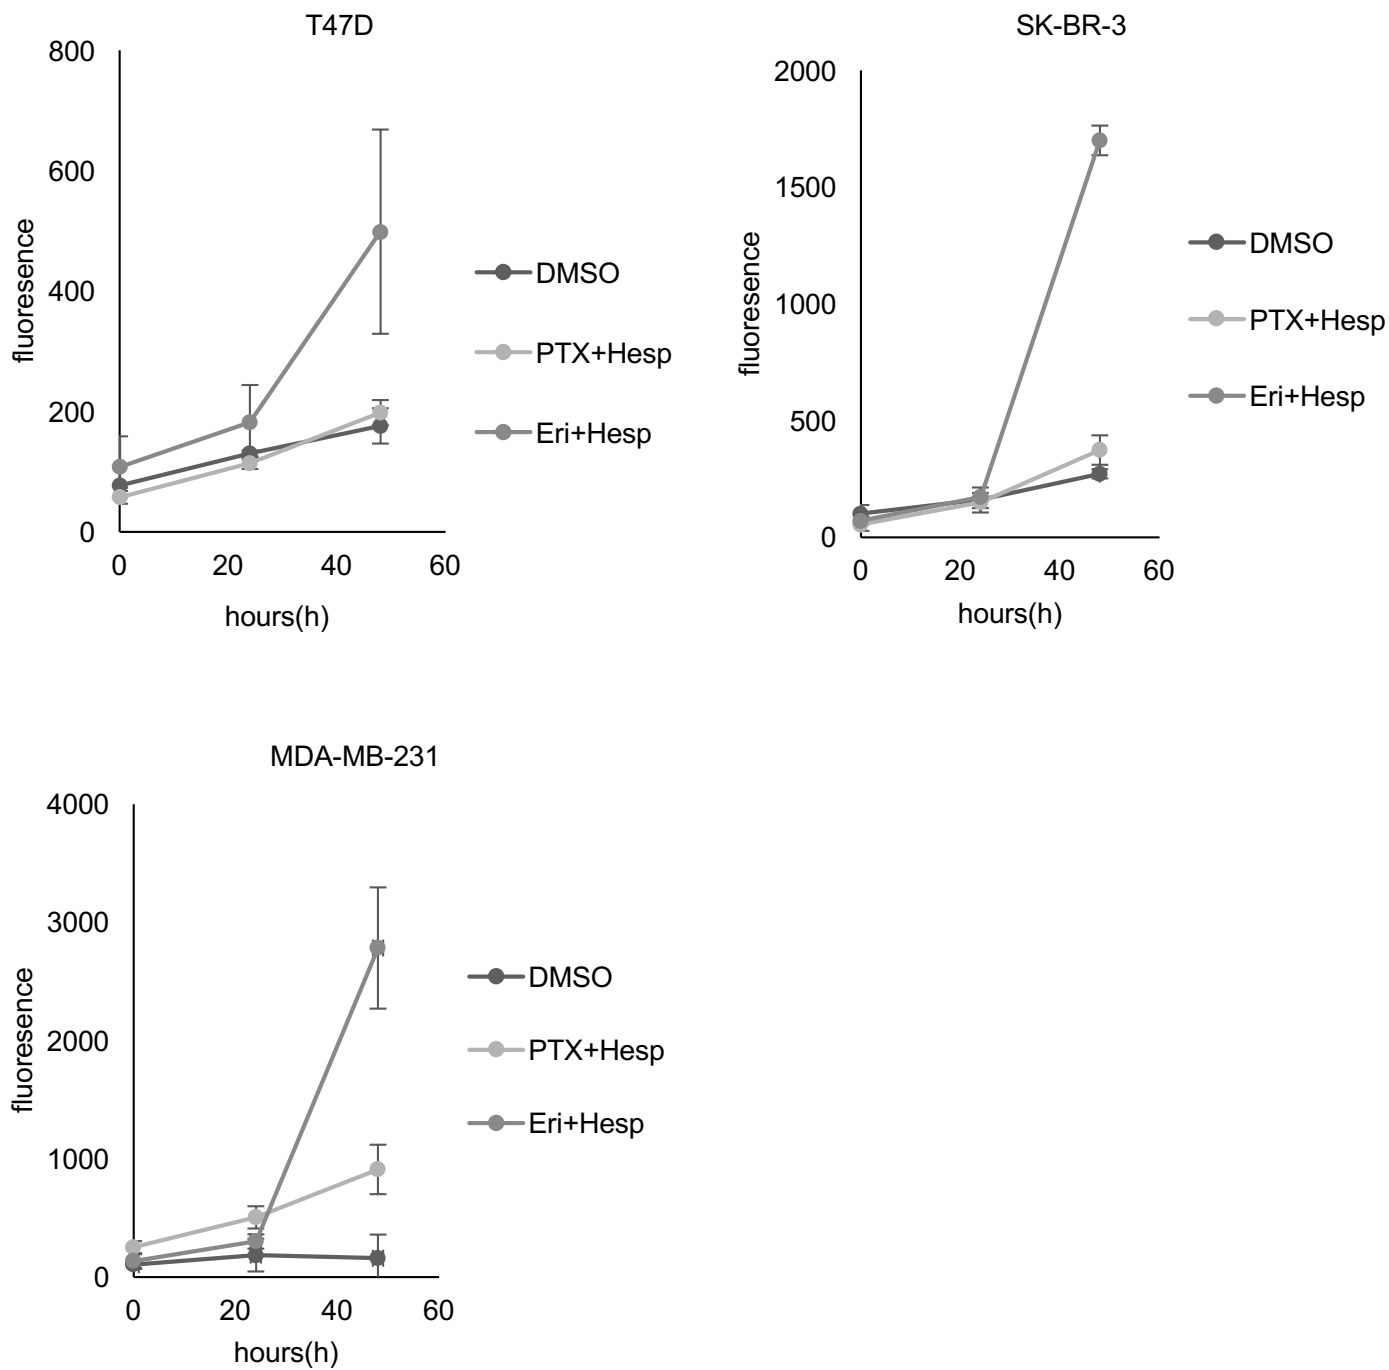 T47D
800
600
400
200
0
0 20 40 60
fluoresence
hours(h)
DMSO
PTX+Hesp
Eri+Hesp
SK-BR-3
2000
1500
1000
500
0
0 20 40 60
fluoresence
hours(h)
DMSO
PTX+Hesp
Eri+Hesp
MDA-MB-231
4000
3000
2000
1000
0
0 20 40 60
fluoresence
hours(h)
DMSO
PTX+Hesp
Eri+Hesp